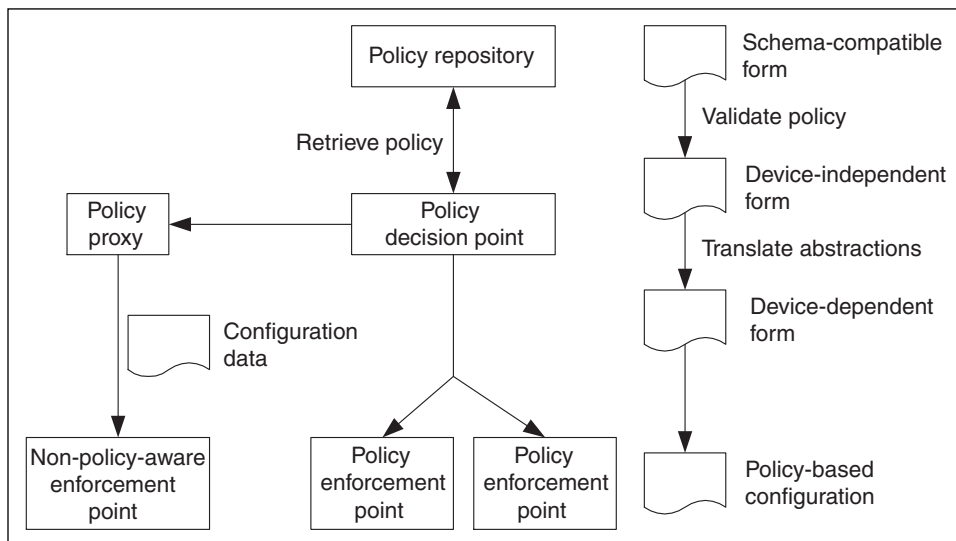 Policy repository
Schema-compatible
form
Retrieve policy
Validate policy
Policy
proxy
Policy
decision point
Device-independent
form
Translate abstractions
Configuration
data
Device-dependent
form
Non-policy-aware
enforcement
point
Policy
enforcement
point
Policy
enforcement
point
Policy-based
configuration